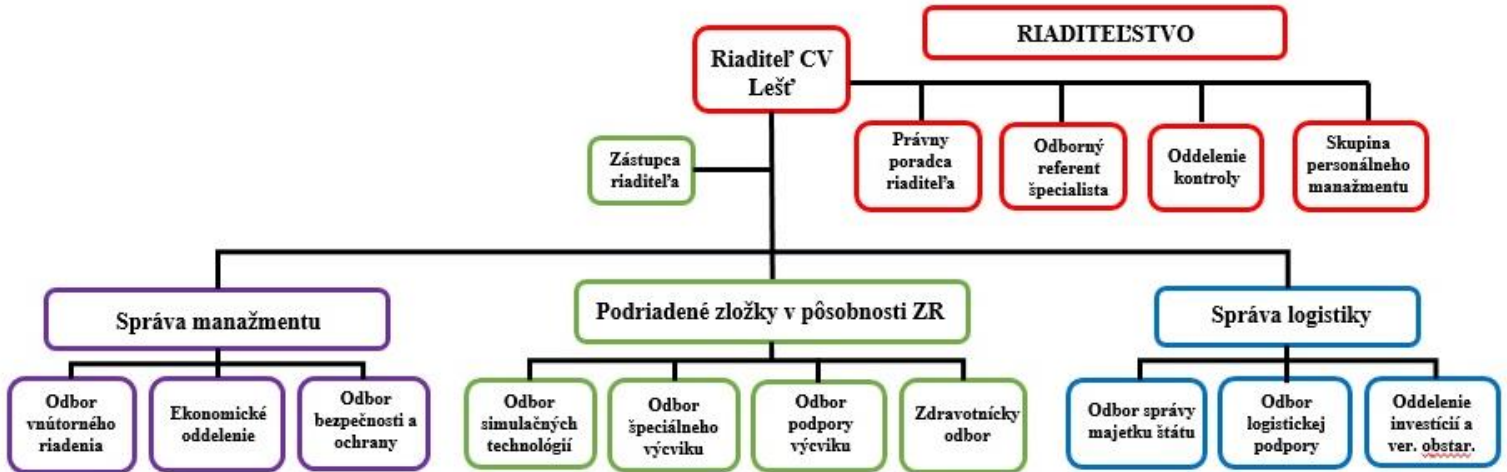 RIADITEĽSTVO
Riaditeľ CV
Lešť
Zástupca
riaditeľa
Právny
poradca
riaditeľa
Odborný
referent
špecialista
Oddelenie
kontroly
Skupina
personálneho
manažmentu
Správa manažmentu
Podriadené zložky v pôsobnosti ZR
Správa logistiky
Odbor
vnútorného
riadenia
Ekonomické
oddelenie
Odbor
bezpečnosti a
ochrany
Odbor
simulačných
technológií
Odbor
špeciálneho
výcviku
Odbor
podpory
výcviku
Zdravotnícky
odbor
Odbor správy
majetku štátu
Odbor
logistickej
podpory
Oddelenie
investícií a
ver. obstar.